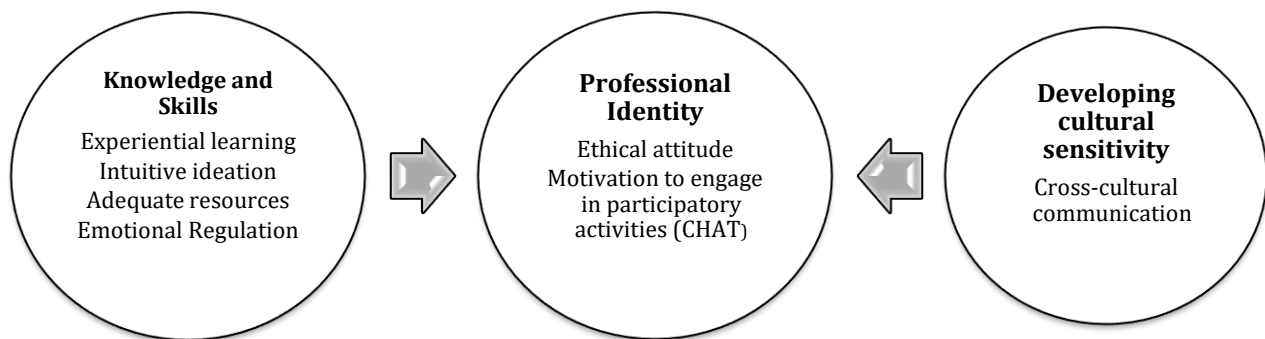 Knowledge and
Skills
Experiential learning
Intuitive ideation
Adequate resources
Emotional Regulation
Professional
Identity
Ethical attitude
Motivation to engage
in participatory
activities (CHAT)
Developing
cultural
sensitivity
Cross-cultural
communication